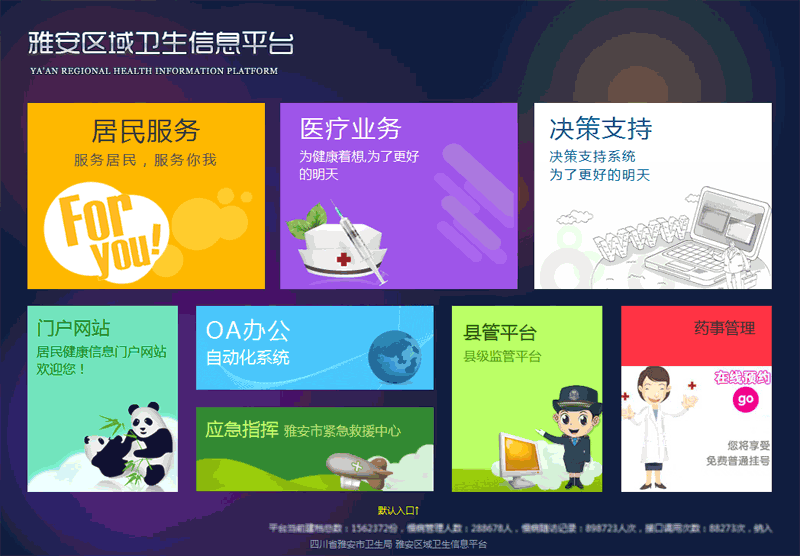 雅安区域卫生信息平台
YA'AN REGIONAL HEALTH INFORMATION PLATFORM
居民服务
服务居民，服务你我
For you!
医疗业务
为健康着想,为了更好
的明天
决策支持
决策支持系统
为了更好的明天
WWW
门户网站
居民健康信息门户网站
欢迎您！
OA办公
自动化系统
应急指挥 雅安市紧急救援中心
县管平台
县级监管平台
药事管理
在线预约
go
您将享受
免费普通挂号
默认入口↑
平台当前建档总数：1562372份，慢病管理人数：288678人，慢病随访记录：898723人次，接口调用次数：88273次，纳入
四川省雅安市卫生局 雅安区域卫生信息平台